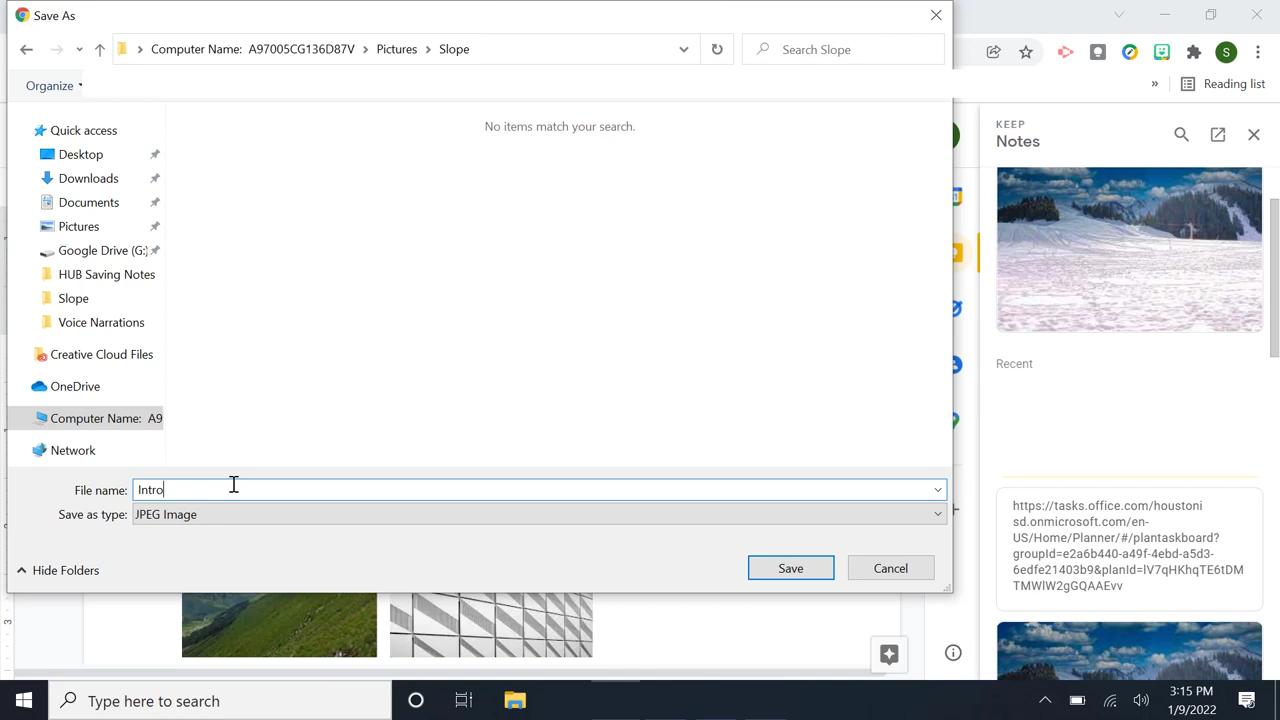 Save As
Computer Name: A97005CG136D87V > Pictures > Slope
Search Slope
Organize
No items match your search.
Quick access
Desktop
Downloads
Documents
Pictures
Google Drive (G:)
HUB Saving Notes
Slope
Voice Narrations
Creative Cloud Files
OneDrive
Computer Name: A9
Network
File name: Intro
Save as type: JPEG Image
Hide Folders
Save
Cancel
S
» Reading list
KEEP
Notes
Recent
https://tasks.office.com/houstoni
sd.onmicrosoft.com/en-
US/Home/Planner/#/plantaskboard?
groupId=e2a6b440-a49f-4ebd-a5d3-
6edfe21403b9&planId=lV7qHKhqTE6tDM
TMWlW2gGQAAEvv
3
Type here to search
3:15 PM
1/9/2022